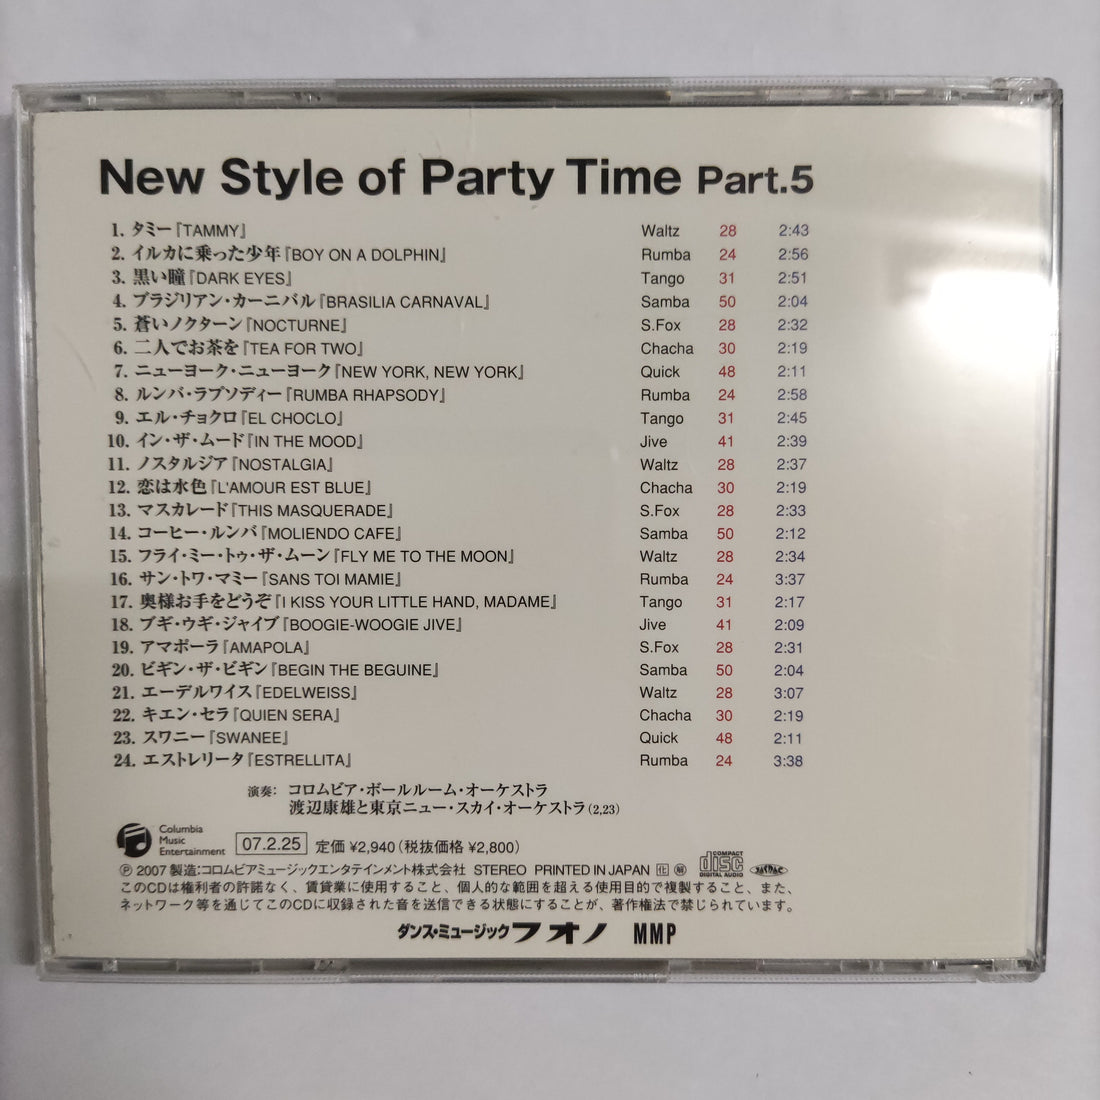 New Style of Party Time Part.5
1. タミー『TAMMY』 Waltz 28 2:43
2. イルカに乗った少年『BOY ON A DOLPHIN』 Rumba 24 2:56
3. 黒い瞳『DARK EYES』 Tango 31 2:51
4. ブラジリアン・カーニバル『BRASILIA CARNAVAL』 Samba 50 2:04
5. 蒼いノクターン『NOCTURNE』 S.Fox 28 2:32
6. 二人でお茶を『TEA FOR TWO』 Chacha 30 2:19
7. ニューヨーク・ニューヨーク『NEW YORK, NEW YORK』 Quick 48 2:11
8. ルンバ・ラプソディー『RUMBA RHAPSODY』 Rumba 24 2:58
9. エル・チョクロ『EL CHOCLO』 Tango 31 2:45
10. イン・ザ・ムード『IN THE MOOD』 Jive 41 2:39
11. ノスタルジア『NOSTALGIA』 Waltz 28 2:37
12. 恋は水色『L'AMOUR EST BLUE』 Chacha 30 2:19
13. マスカレード『THIS MASQUERADE』 S.Fox 28 2:33
14. コーヒー・ルンバ『MOLIENDO CAFE』 Samba 50 2:12
15. フライ・ミー・トゥ・ザ・ムーン『FLY ME TO THE MOON』 Waltz 28 2:34
16. サン・トワ・マミー『SANS TOI MAMIE』 Rumba 24 3:37
17. 奥様お手をどうぞ『I KISS YOUR LITTLE HAND, MADAME』 Tango 31 2:17
18. ブギ・ウギ・ジャイブ『BOOGIE-WOOGIE JIVE』 Jive 41 2:09
19. アマポーラ『AMAPOLA』 S.Fox 28 2:31
20. ビギン・ザ・ビギン『BEGIN THE BEGUINE』 Samba 50 2:04
21. エーデルワイス『EDELWEISS』 Waltz 28 3:07
22. キエン・セラ『QUIEN SERA』 Chacha 30 2:19
23. スワニー『SWANEE』 Quick 48 2:11
24. エストレリータ『ESTRELLITA』 Rumba 24 3:38
演奏：コロムビア・ボールルーム・オーケストラ
渡辺康雄と東京ニュー・スカイ・オーケストラ(2,23)
Columbia
Music
Entertainment
07.2.25 定価 ¥2,940（税抜価格 ¥2,800）
Ⓟ2007 製造：コロムビアミュージックエンタテインメント株式会社 STEREO PRINTED IN JAPAN 化 解 COMPACT disc DIGITAL AUDIO JASRAC
このCDは権利者の許諾なく、賃貸業に使用すること、個人的な範囲を超える使用目的で複製すること、また、
ネットワーク等を通じてこのCDに収録された音を送信できる状態にすることが、著作権法で禁じられています。
ダンス・ミュージックフオノ MMP